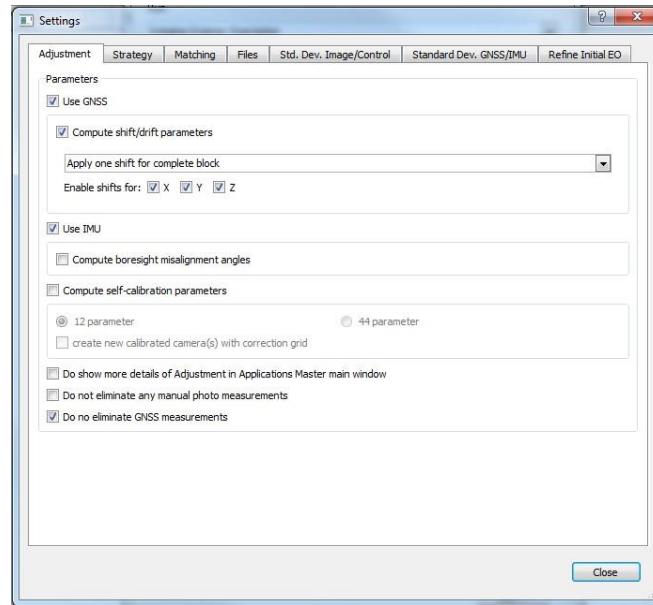 Settings
Adjustment Strategy Matching Files Std. Dev. Image/Control Standard Dev. GNSS/IMU Refine Initial EO
Parameters
Use GNSS
Compute shift/drift parameters
Apply one shift for complete block
Enable shifts for: X Y Z
Use IMU
Compute boresight misalignment angles
Compute self-calibration parameters
12 parameter 44 parameter
create new calibrated camera(s) with correction grid
Do show more details of Adjustment in Applications Master main window
Do not eliminate any manual photo measurements
Do no eliminate GNSS measurements
Close